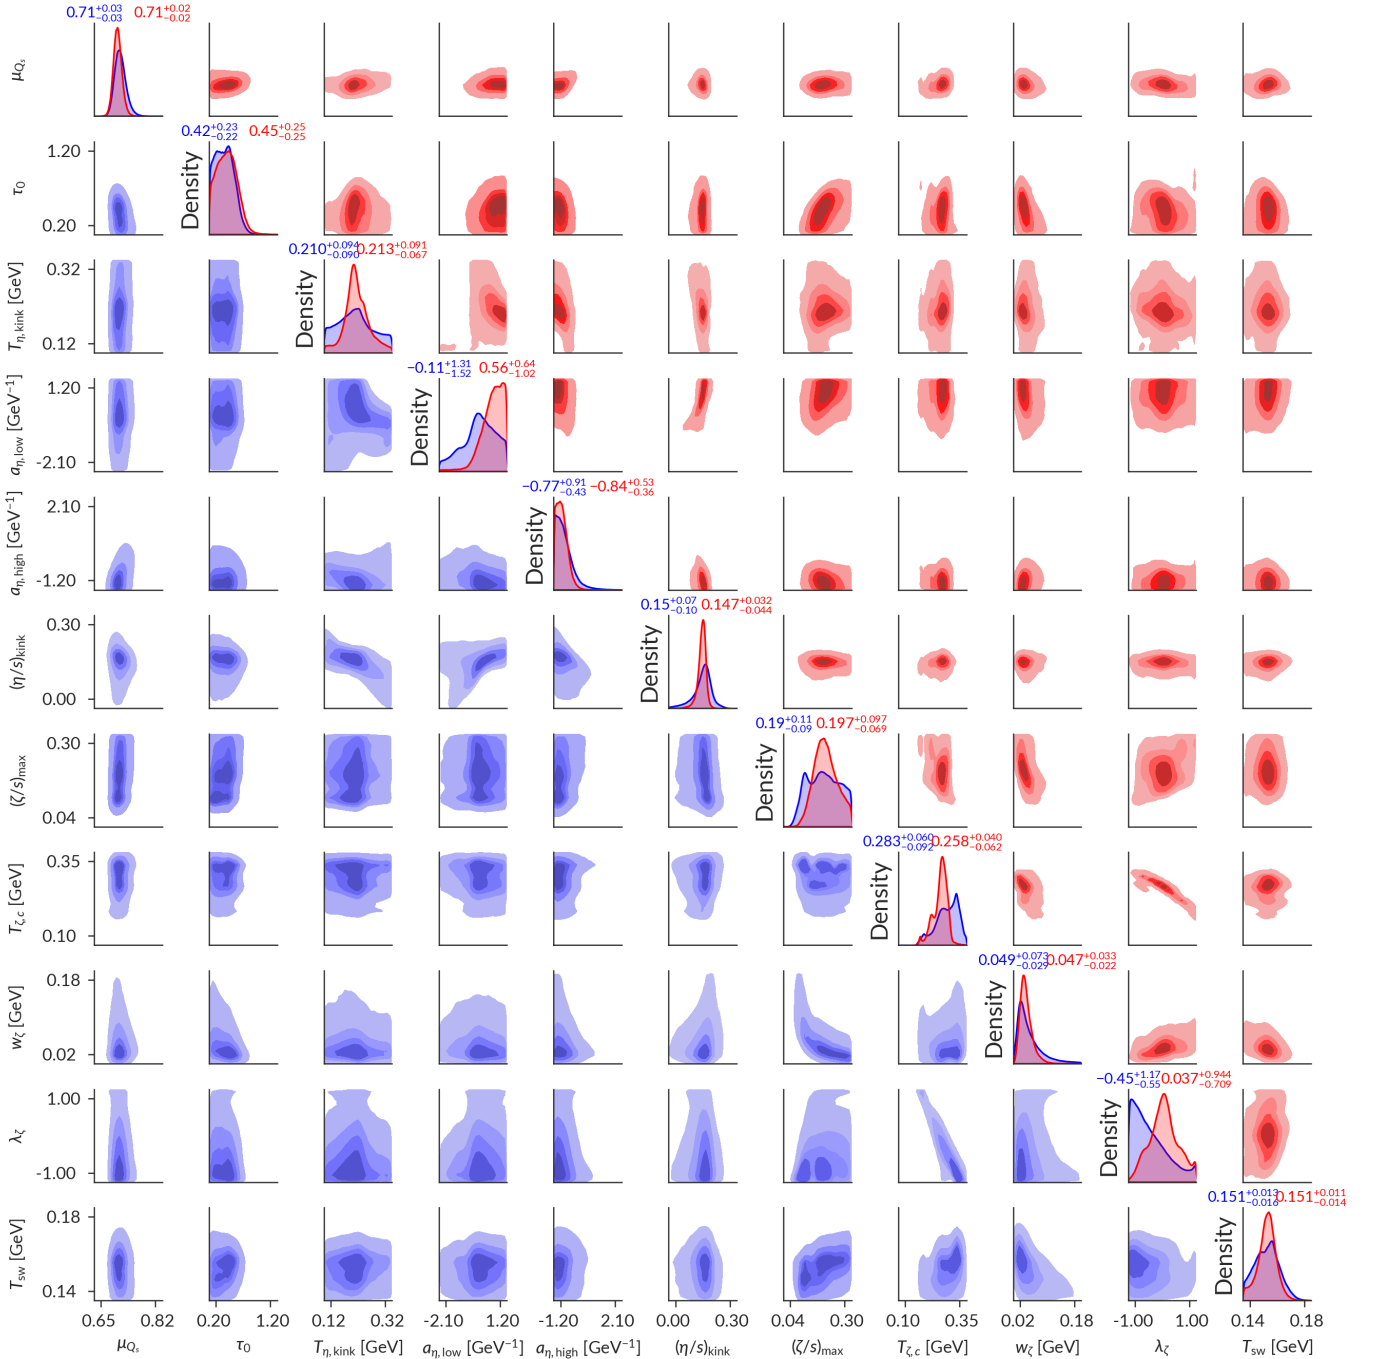 0.71+0.03−0.03 0.71+0.02−0.02
μQs
0.42+0.23−0.22 0.45+0.25−0.25
1.20
τ0
0.20
Density
0.210+0.094−0.090 0.213+0.091−0.067
0.32
Tη,kink [GeV]
0.12
Density
−0.11+1.31−1.52 0.56+0.64−1.02
1.20
aη,low [GeV−1]
-2.10
Density
−0.77+0.91−0.43 −0.84+0.53−0.36
2.10
aη,high [GeV−1]
-1.20
Density
0.15+0.07−0.10 0.147+0.032−0.044
0.30
(η/s)kink
0.00
Density
0.19+0.11−0.09 0.197+0.097−0.069
0.30
(ζ/s)max
0.04
Density
0.283+0.060−0.092 0.258+0.040−0.062
0.35
Tζ,c [GeV]
0.10
Density
0.049+0.073−0.029 0.047+0.033−0.022
0.18
wζ [GeV]
0.02
Density
−0.45+1.17−0.55 0.037+0.944−0.709
1.00
λζ
-1.00
Density
0.151+0.013−0.016 0.151+0.011−0.014
0.18
Tsw [GeV]
0.14
Density
0.65 0.82 0.20 1.20 0.12 0.32 -2.10 1.20 -1.20 2.10 0.00 0.30 0.04 0.30 0.10 0.35 0.02 0.18 -1.00 1.00 0.14 0.18
μQs τ0 Tη,kink [GeV] aη,low [GeV−1] aη,high [GeV−1] (η/s)kink (ζ/s)max Tζ,c [GeV] wζ [GeV] λζ Tsw [GeV]